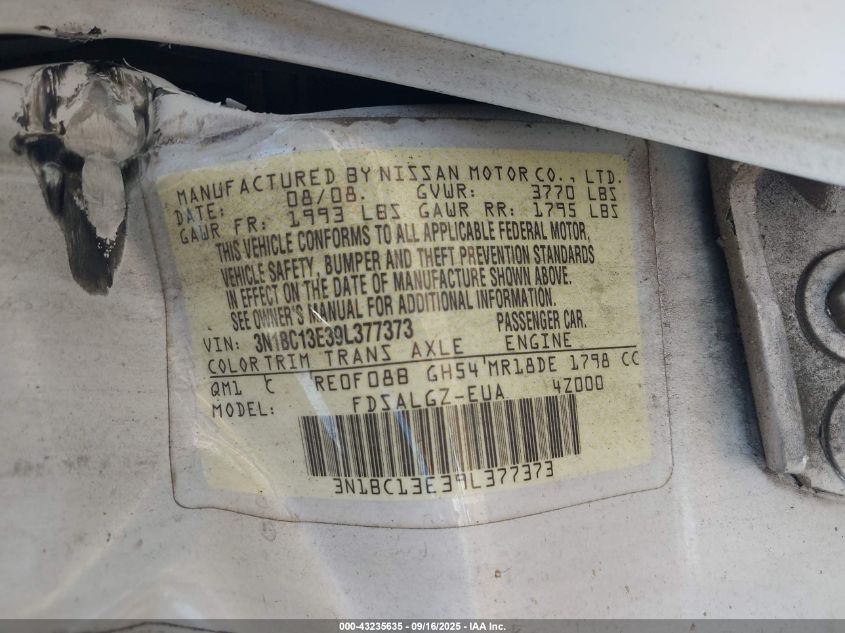 MANUFACTURED BY NISSAN MOTOR CO., LTD.
DATE: 08/08. GVWR: 3770 LBS
GAWR FR: 1993 LBS GAWR RR: 1795 LBS
THIS VEHICLE CONFORMS TO ALL APPLICABLE FEDERAL MOTOR
VEHICLE SAFETY, BUMPER AND THEFT PREVENTION STANDARDS
IN EFFECT ON THE DATE OF MANUFACTURE SHOWN ABOVE.
SEE OWNER'S MANUAL FOR ADDITIONAL INFORMATION.
VIN: 3N1BC13E39L377373 PASSENGER CAR.
COLOR TRIM TRANS AXLE ENGINE
QM1 C RE0F08B GH54 MR18DE 1798 CC
MODEL: FDSALGZ-EUA 4Z000
3N1BC13E39L377373
000-43235635 - 09/16/2025 - IAA Inc.